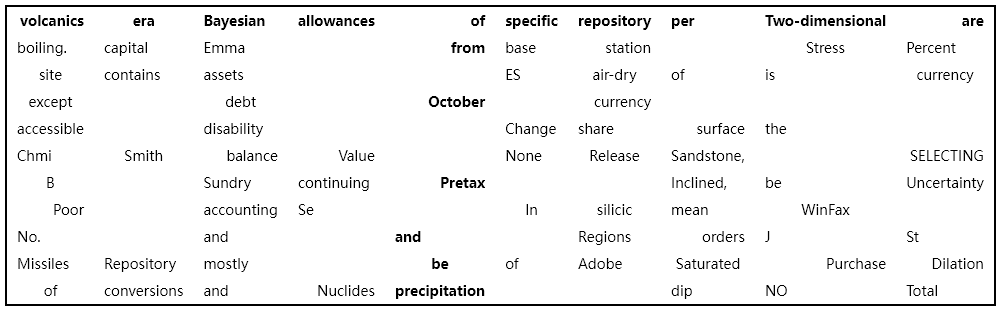 volcanics era Bayesian allowances of specific repository per Two-dimensional are
boiling. capital Emma from base station Stress Percent
site contains assets ES air-dry of is currency
except debt October currency
accessible disability Change share surface the
Chmi Smith balance Value None Release Sandstone, SELECTING
B Sundry continuing Pretax Inclined, be Uncertainty
Poor accounting Se In silicic mean WinFax
No. and and Regions orders J St
Missiles Repository mostly be of Adobe Saturated Purchase Dilation
of conversions and Nuclides precipitation dip NO Total